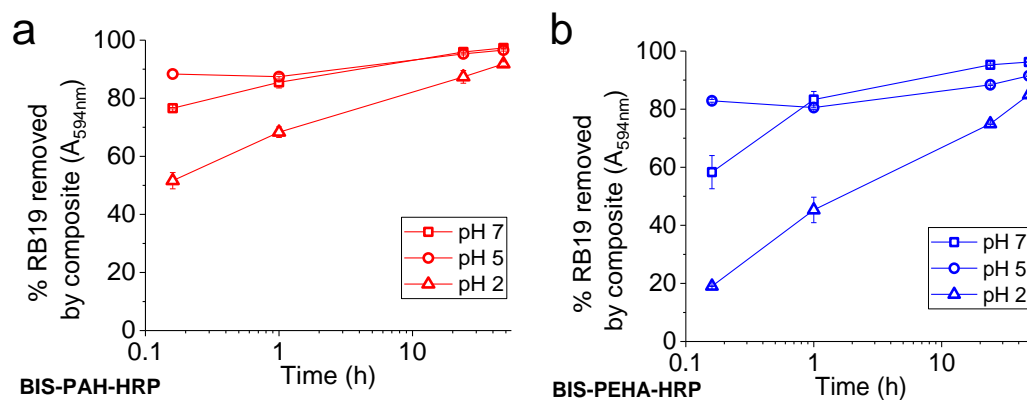 a
% RB19 removed
by composite (A594nm)
100
80
60
40
20
0
0.1
1
10
Time (h)
pH 7
pH 5
pH 2
BIS-PAH-HRP
b
% RB19 removed
by composite (A594nm)
100
80
60
40
20
0
0.1
1
10
Time (h)
pH 7
pH 5
pH 2
BIS-PEHA-HRP